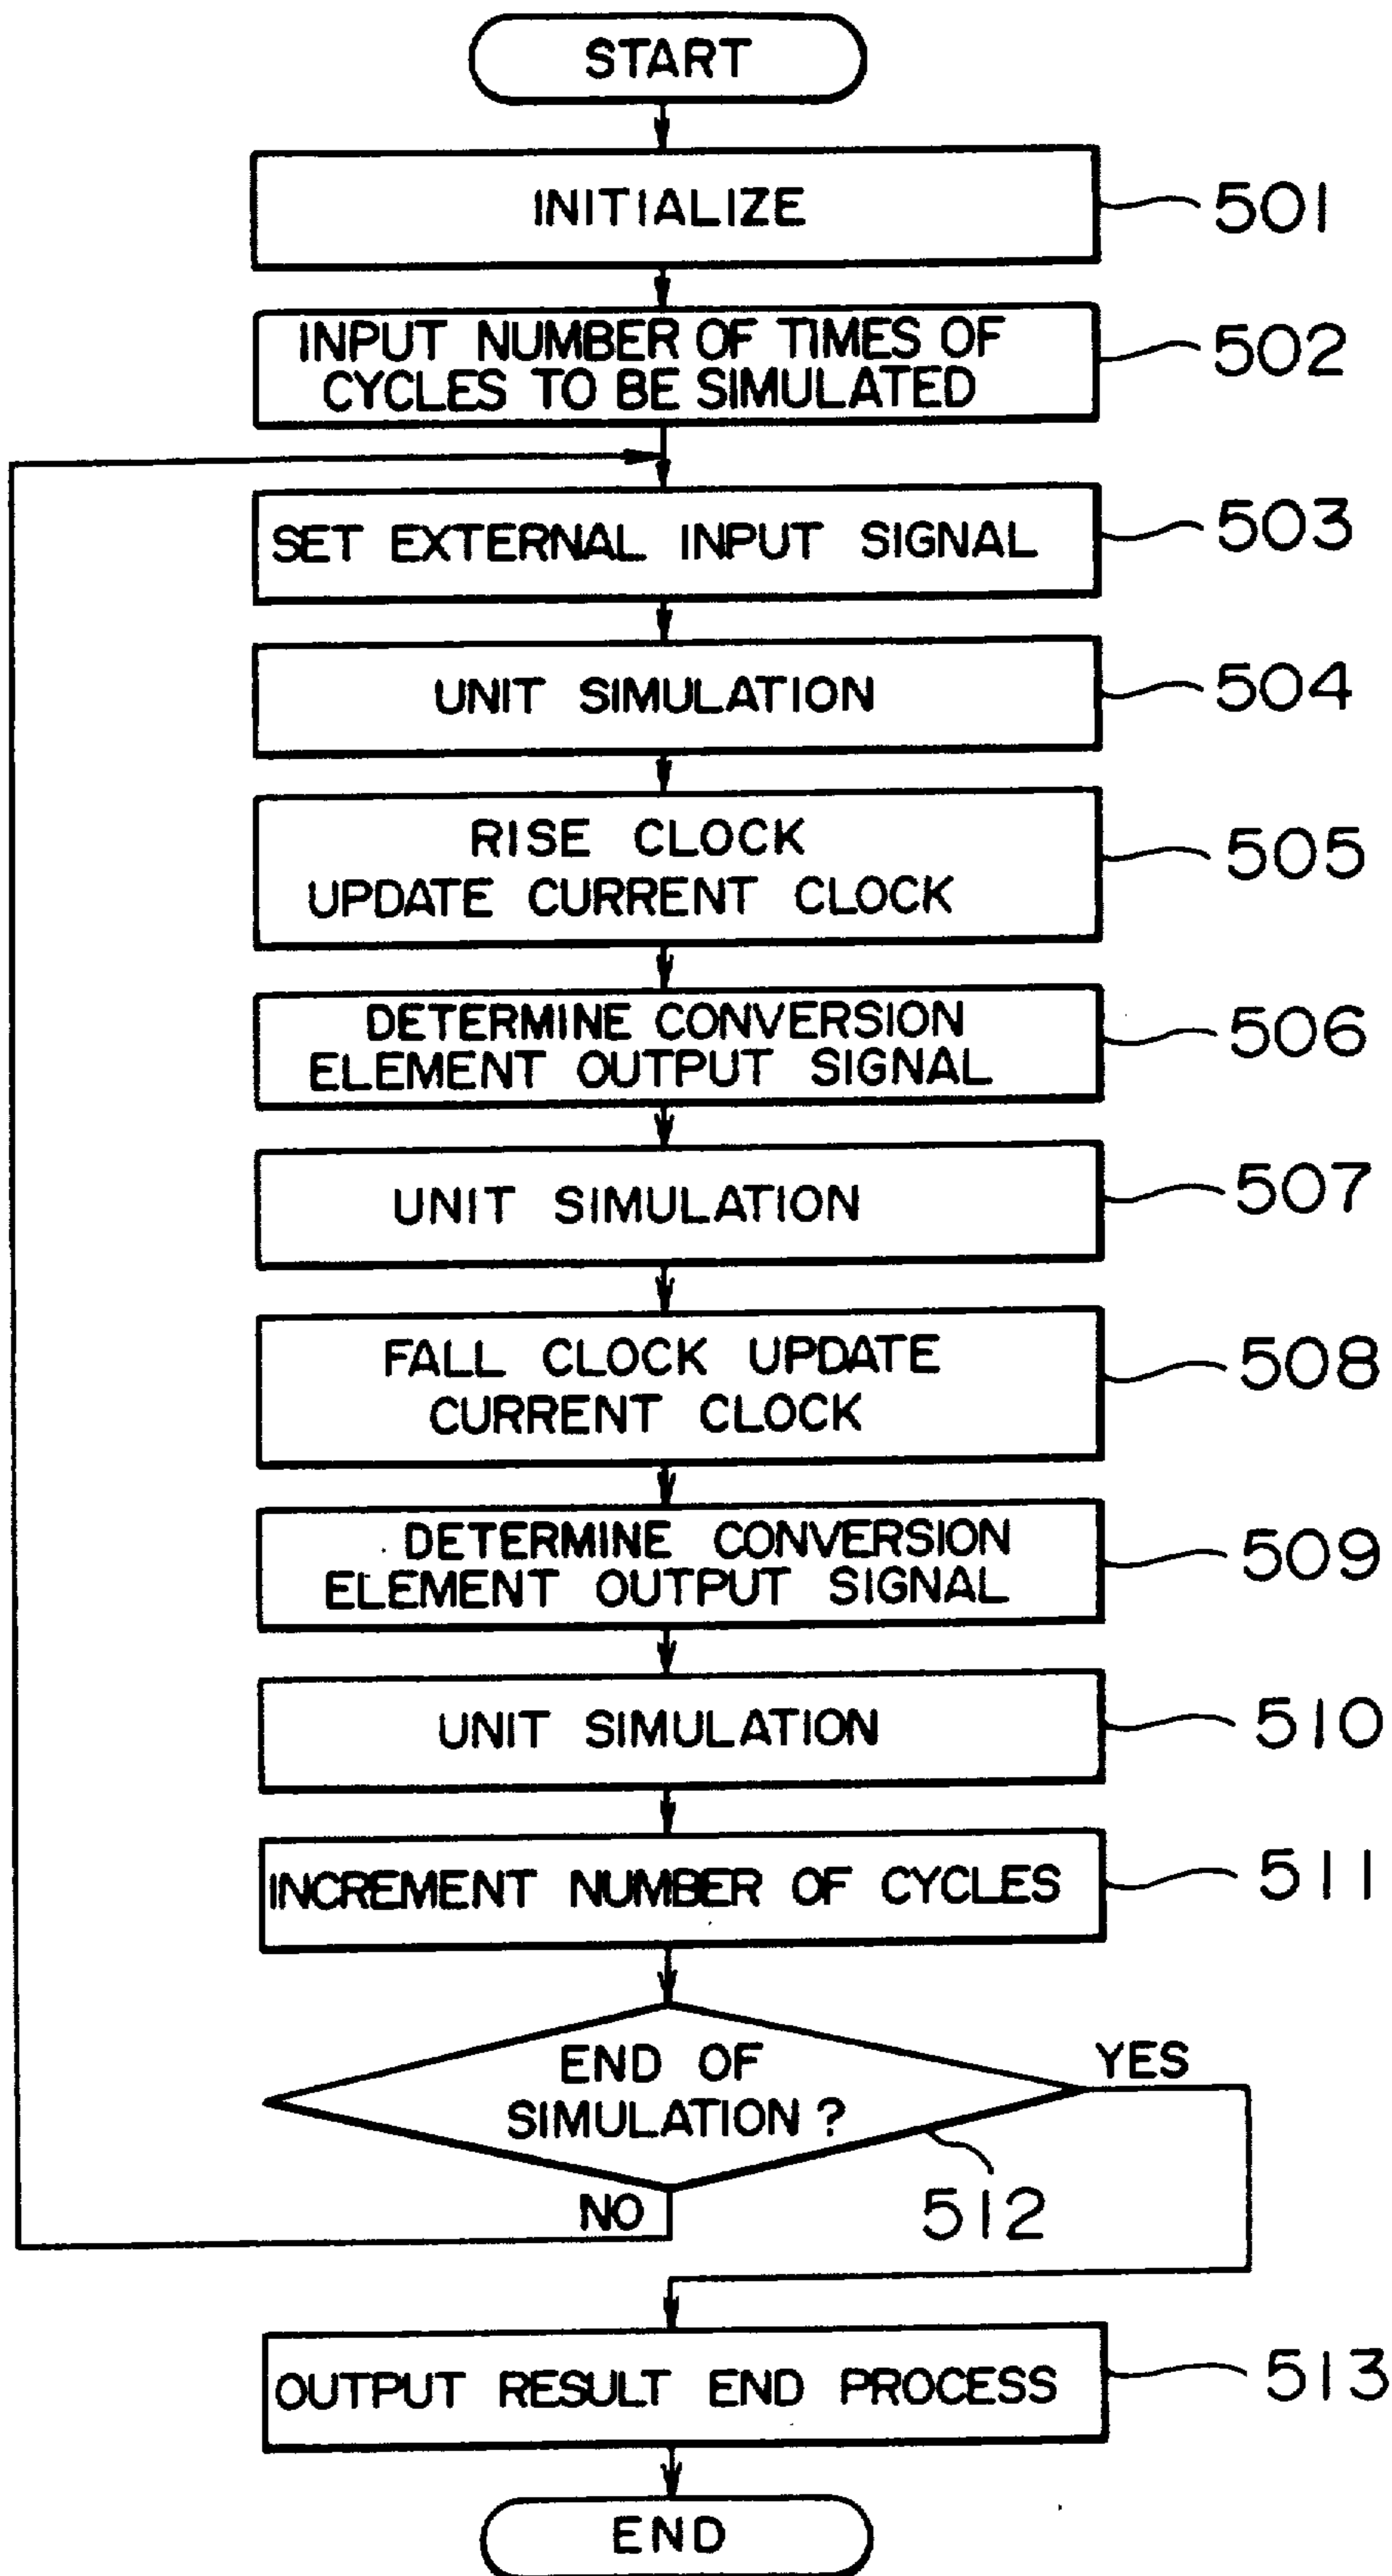 START
INITIALIZE
501
INPUT NUMBER OF TIMES OF
CYCLES TO BE SIMULATED
502
SET EXTERNAL INPUT SIGNAL
503
UNIT SIMULATION
504
RISE CLOCK
UPDATE CURRENT CLOCK
505
DETERMINE CONVERSION
ELEMENT OUTPUT SIGNAL
506
UNIT SIMULATION
507
FALL CLOCK UPDATE
CURRENT CLOCK
508
DETERMINE CONVERSION
ELEMENT OUTPUT SIGNAL
509
UNIT SIMULATION
510
INCREMENT NUMBER OF CYCLES
511
END OF
SIMULATION?
YES
512
NO
OUTPUT RESULT END PROCESS
513
END